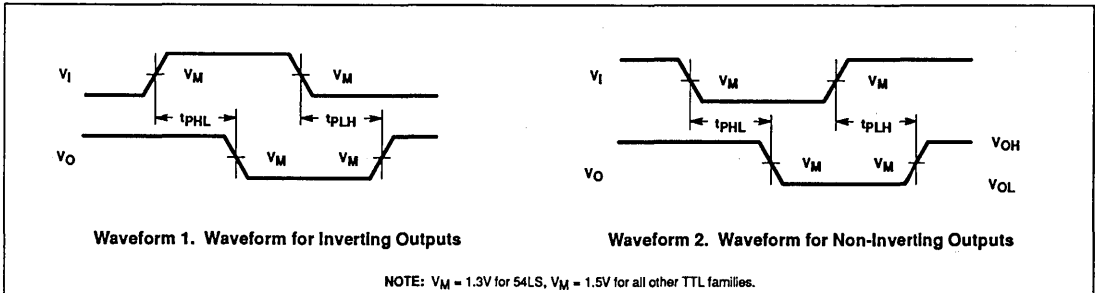 VI VM VM
tPHL tPLH
VO VM VM
Waveform 1. Waveform for Inverting Outputs
VI VM VM
tPHL tPLH
VOH
VO VM VM
VOL
Waveform 2. Waveform for Non-Inverting Outputs
NOTE: VM = 1.3V for 54LS, VM = 1.5V for all other TTL families.